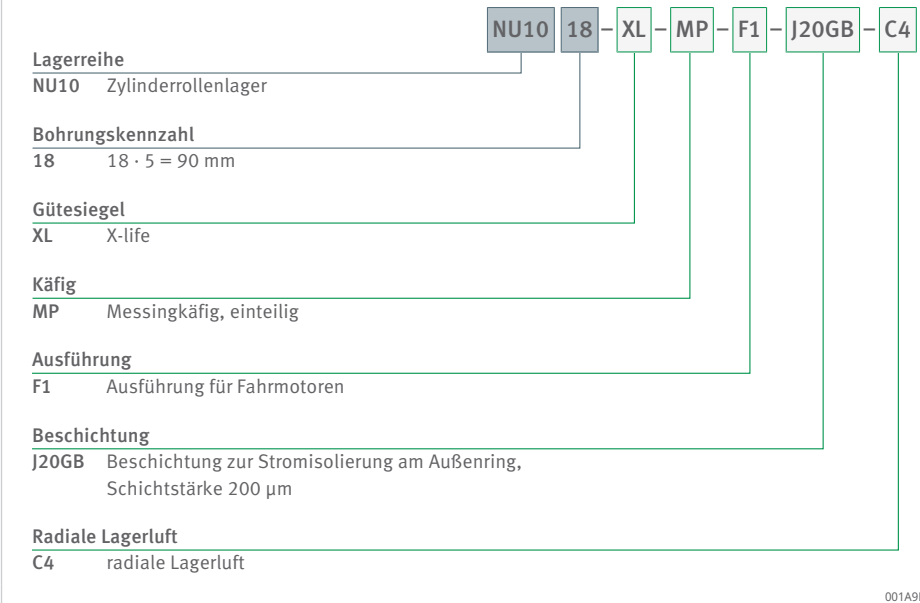 NU10 18 – XL – MP – F1 – J20GB – C4
Lagerreihe
NU10 Zylinderrollenlager
Bohrungskennzahl
18 18 · 5 = 90 mm
Gütesiegel
XL X-life
Käfig
MP Messingkäfig, einteilig
Ausführung
F1 Ausführung für Fahrmotoren
Beschichtung
J20GB Beschichtung zur Stromisolierung am Außenring,
Schichtstärke 200 µm
Radiale Lagerluft
C4 radiale Lagerluft